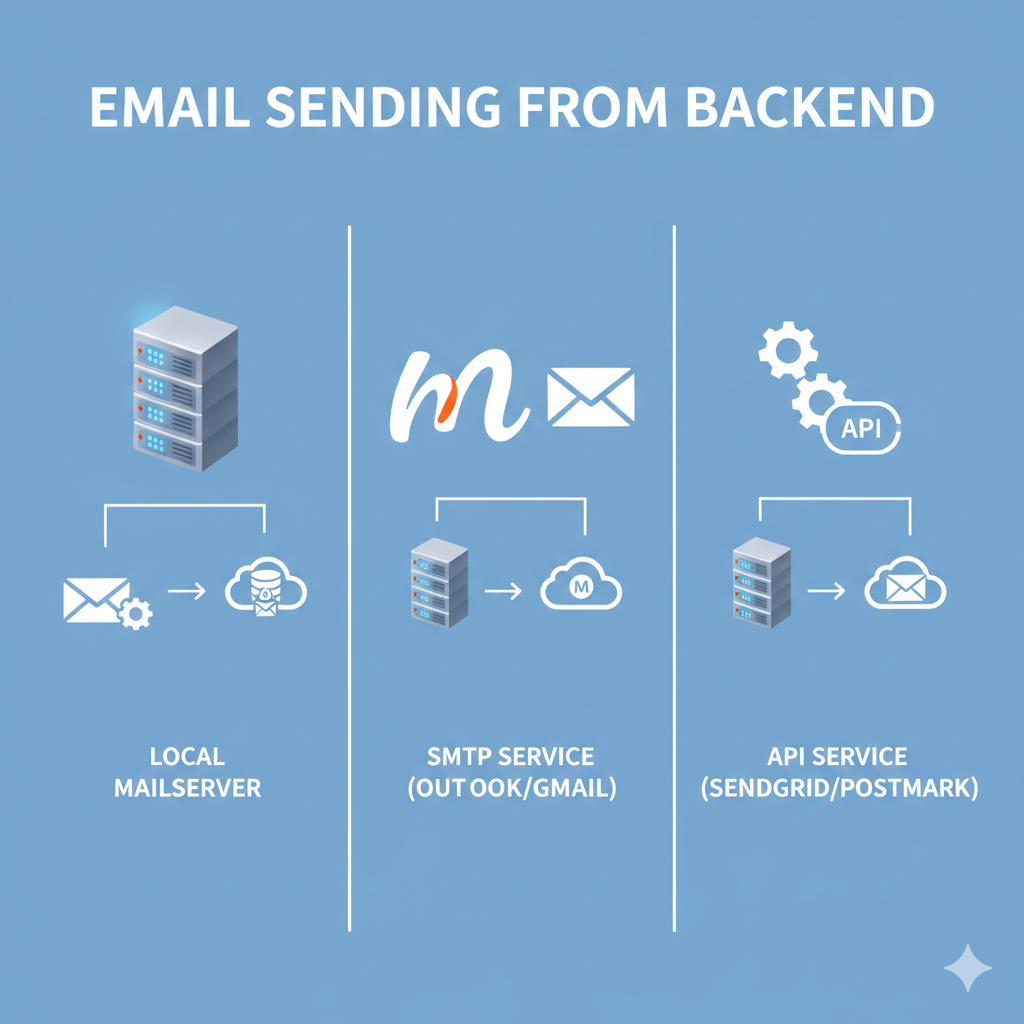 EMAIL SENDING FROM BACKEND
m
API
M
LOCAL
MAILSERVER
SMTP SERVICE
(OUT OOK/GMAIL)
API SERVICE
(SENDGRID/POSTMARK)